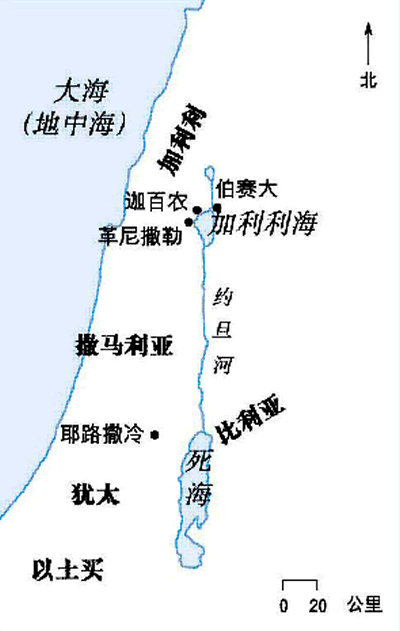 大海
(地中海)
北
加利利
迦百农
伯赛大
革尼撒勒
加利利海
约旦河
撒马利亚
比利亚
耶路撒冷
死海
犹太
以土买
0 20 公里